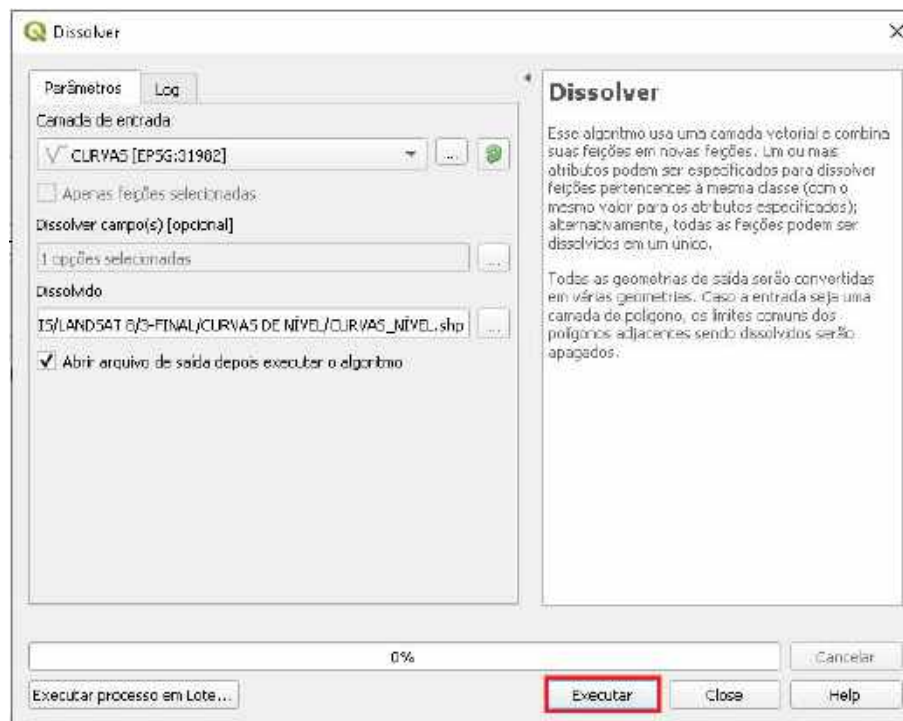 Dissolver
Parâmetros
Log
Camada de entrada
CURVAS [EPSG:31982]
...
Apenas feições selecionadas
Dissolver campo(s) [opcional]
1 opções selecionadas
...
Dissolvido
IS/LANDSAT 8/3-FINAL/CURVAS DE NÍVEL/CURVAS_NÍVEL.shp
...
Abrir arquivo de saída depois executar o algoritmo
Dissolver
Esse algoritmo usa uma camada vetorial e combina
suas feições em novas feições. Um ou mais
atributos podem ser especificados para dissolver
feições pertencentes à mesma classe (com o
mesmo valor para os atributos especificados);
alternativamente, todas as feições podem ser
dissolvidos em um único.
Todas as geometrias de saída serão convertidas
em várias geometrias. Caso a entrada seja uma
camada de polígono, os limites comuns dos
polígonos adjacentes sendo dissolvidos serão
apagados.
0%
Cancelar
Executar processo em Lote...
Executar
Close
Help